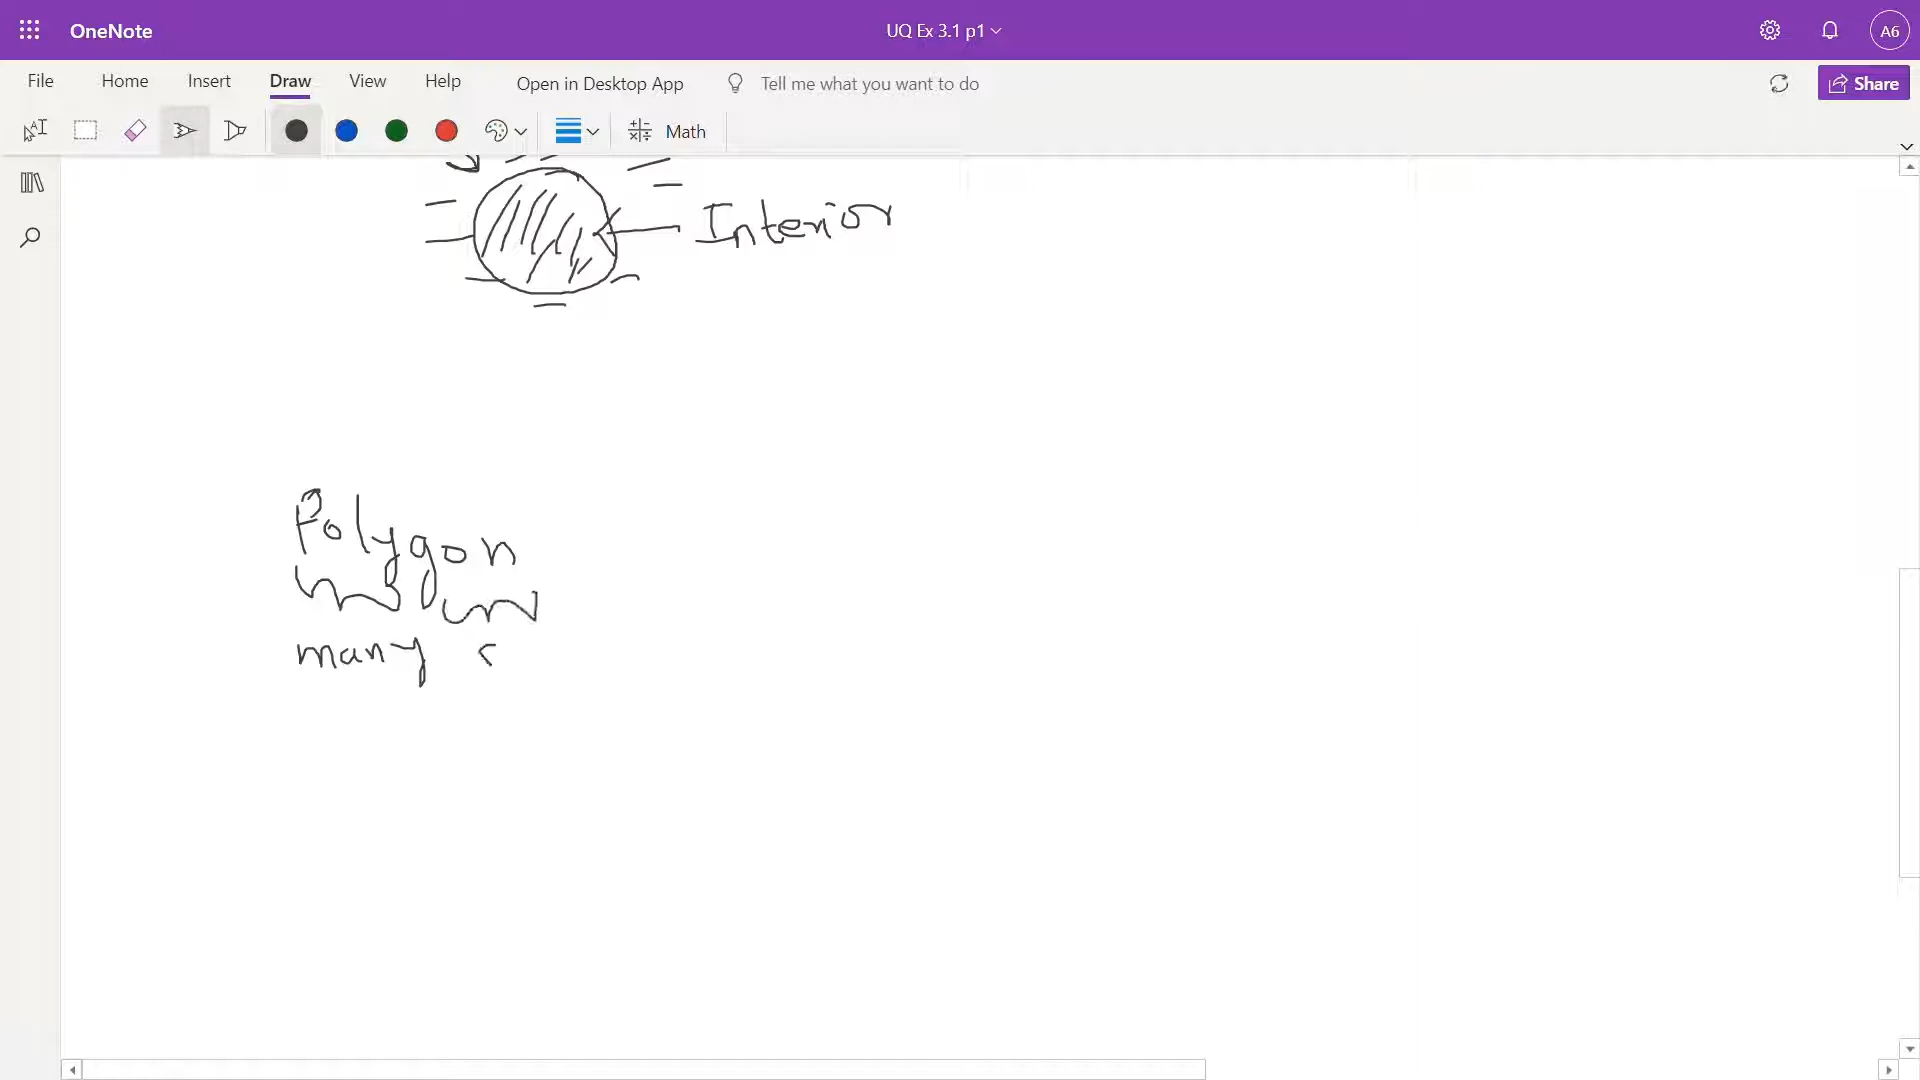 OneNote
UQ Ex 3.1 p1
A6
File Home Insert Draw View Help Open in Desktop App Tell me what you want to do
Share
Math
Interior
Polygon
many